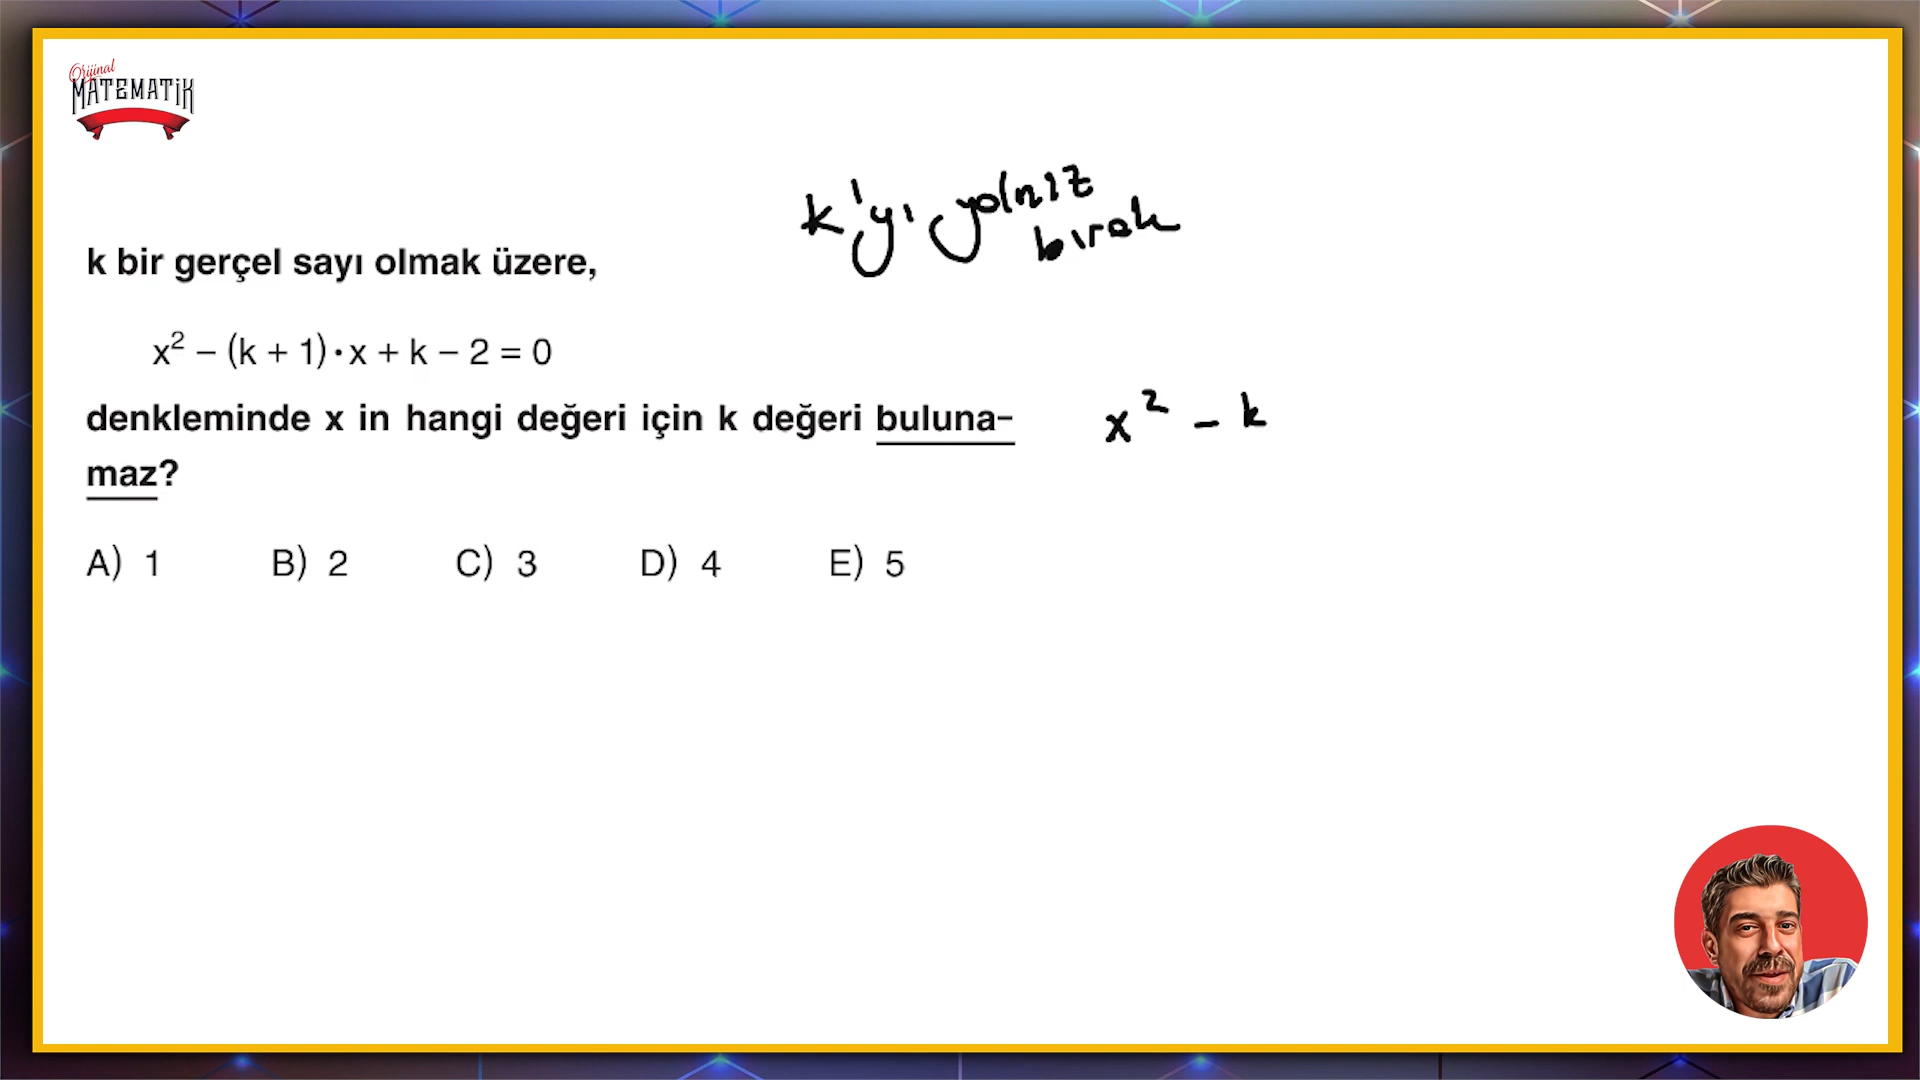 Orijinal
MATEMATİK
k'yı yalnız
bırak
k bir gerçel sayı olmak üzere,
x² – (k + 1)·x + k – 2 = 0
denkleminde x in hangi değeri için k değeri buluna-
maz?
x² – k
A) 1 B) 2 C) 3 D) 4 E) 5